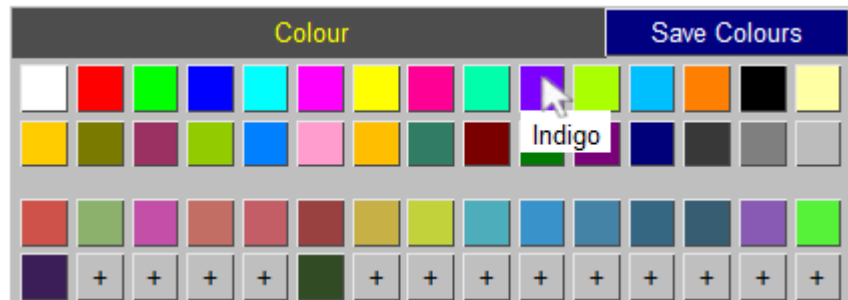 Colour Save Colours
Indigo
+ + + + + + + + + + + + +